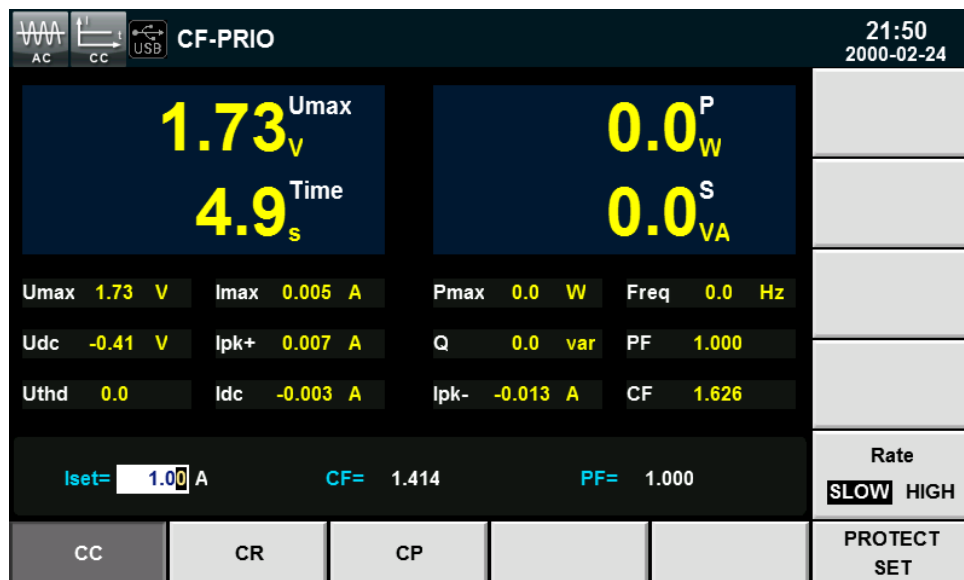 AC
I
t
CC
USB
CF-PRIO
21:50
2000-02-24
1.73 Umax V
0.0 P W
4.9 Time s
0.0 S VA
Umax 1.73 V Imax 0.005 A Pmax 0.0 W Freq 0.0 Hz
Udc -0.41 V Ipk+ 0.007 A Q 0.0 var PF 1.000
Uthd 0.0 Idc -0.003 A Ipk- -0.013 A CF 1.626
Iset= 1.00 A CF= 1.414 PF= 1.000
Rate
SLOW HIGH
CC CR CP
PROTECT
SET